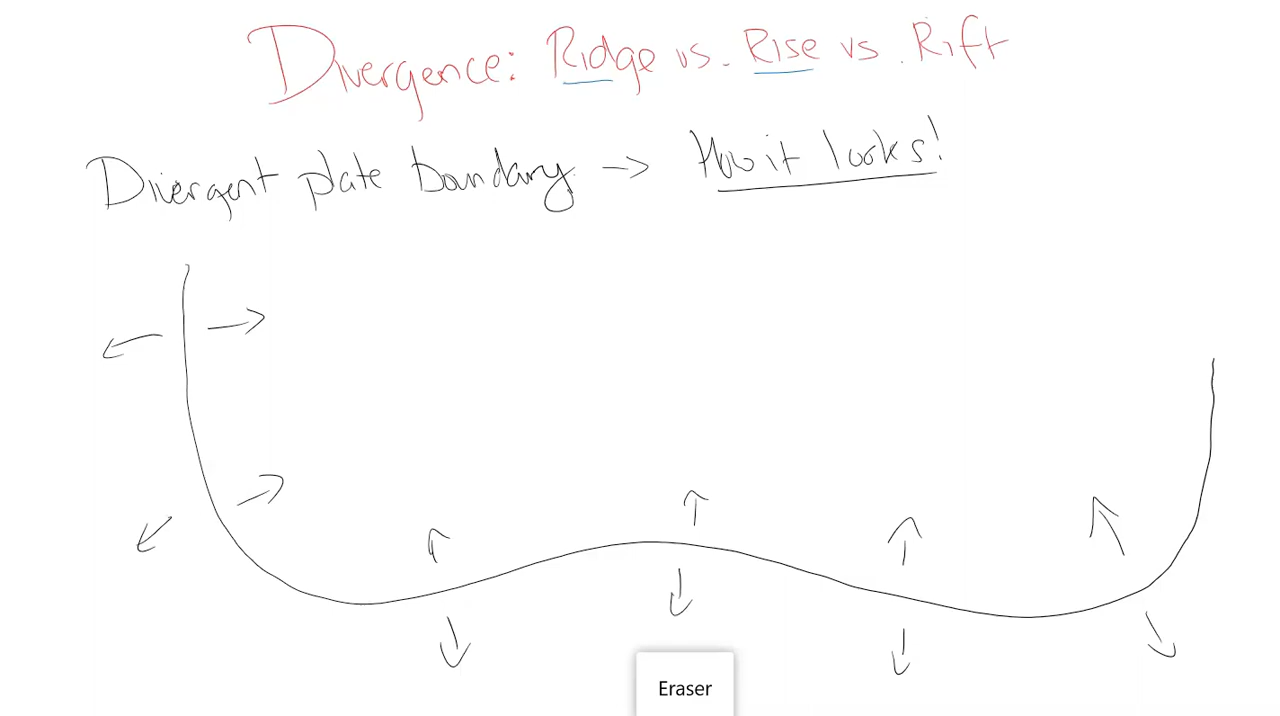 Divergence: Ridge vs. Rise vs. Rift
Divergent plate boundary → How it looks!
Eraser